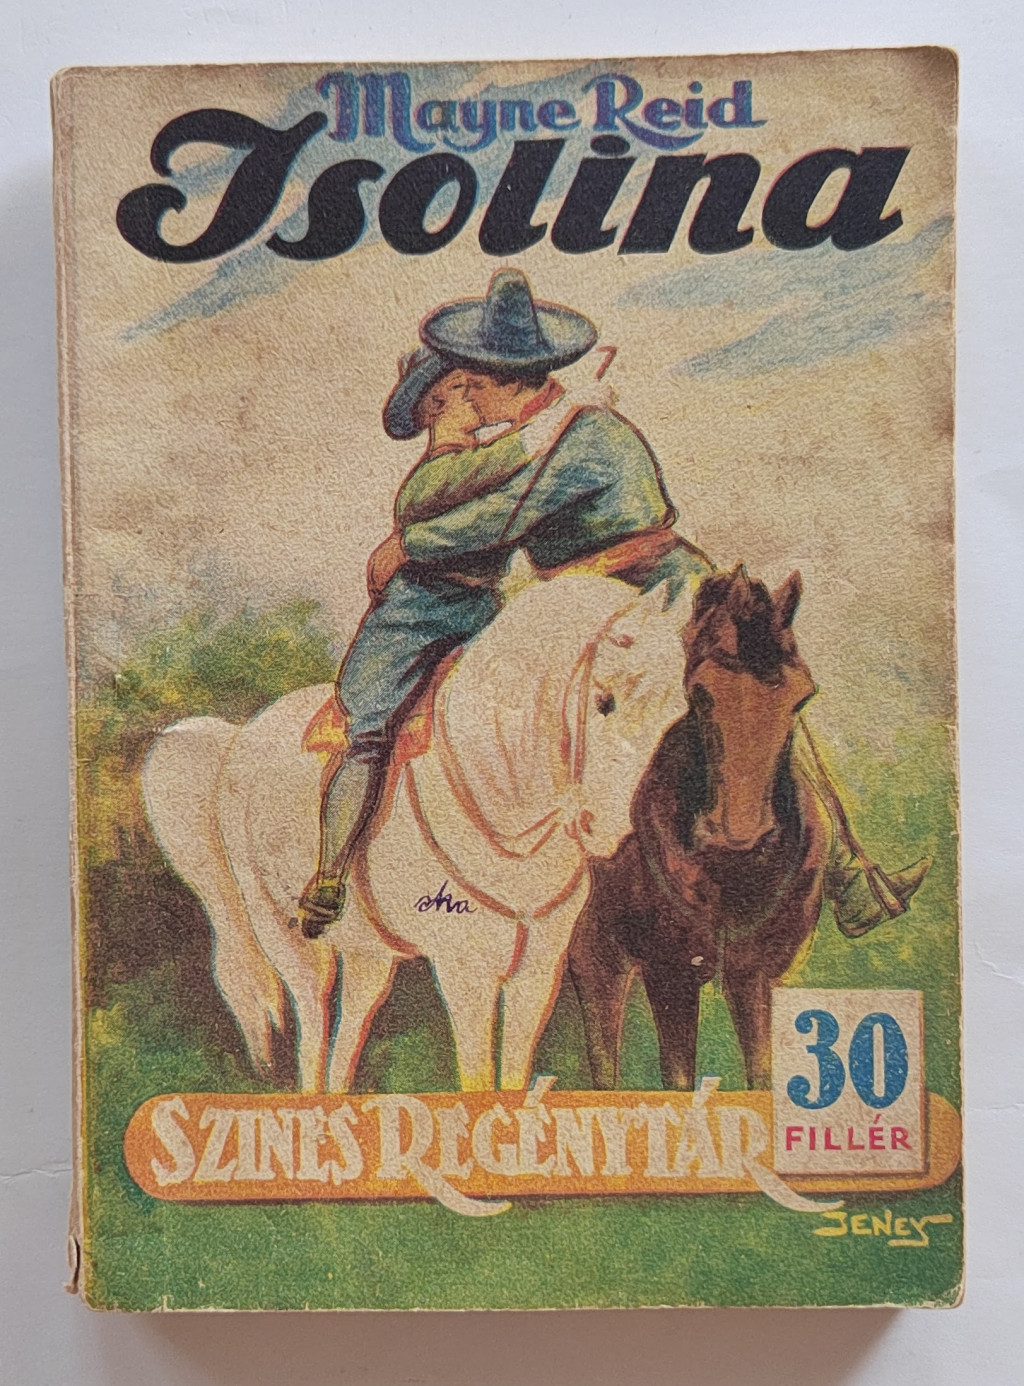 Mayne Reid
Isolina
30
FILLÉR
SZINES REGÉNYTÁR
JENEY